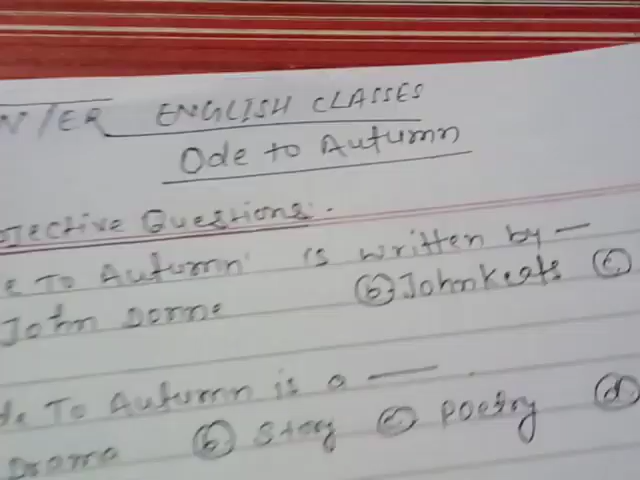 ENGLISH CLASSES
Ode to Autumn
Objective Questions.
To Autumn' is written by —
John Donne (b) John Keats (c)
To Autumn is a —
Drama (b) Story (c) Poetry (d)